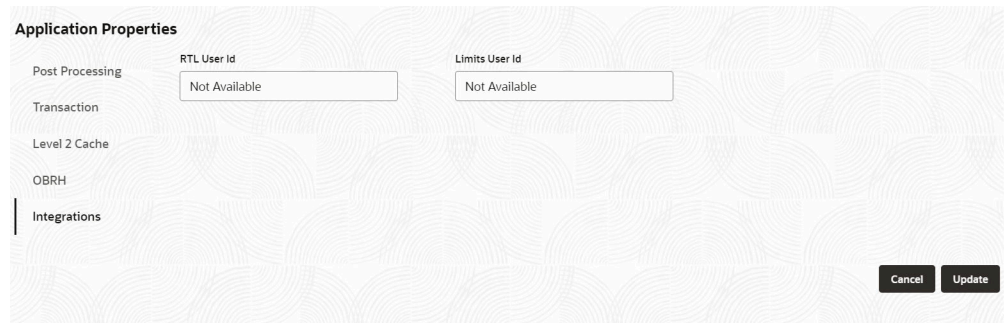 Application Properties
Post Processing
Transaction
Level 2 Cache
OBRH
Integrations
RTL User Id
Not Available
Limits User Id
Not Available
Cancel
Update